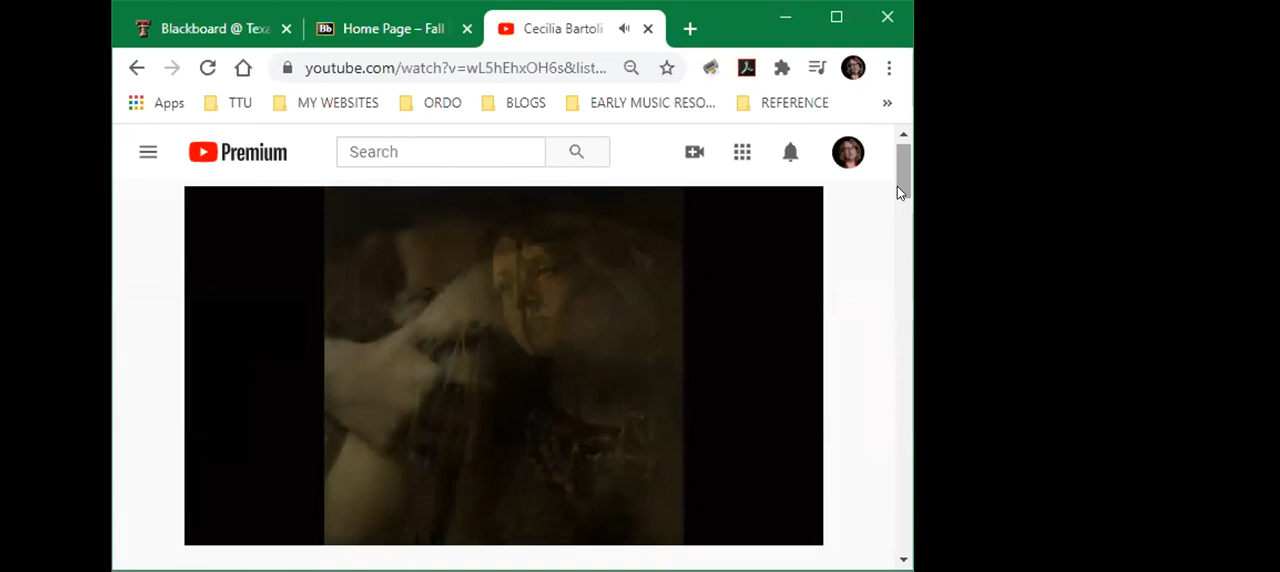 Blackboard @ Texa
Home Page – Fall
Cecilia Bartoli
youtube.com/watch?v=wL5hEhxOH6s&list...
Apps
TTU
MY WEBSITES
ORDO
BLOGS
EARLY MUSIC RESO...
REFERENCE
Premium
Search